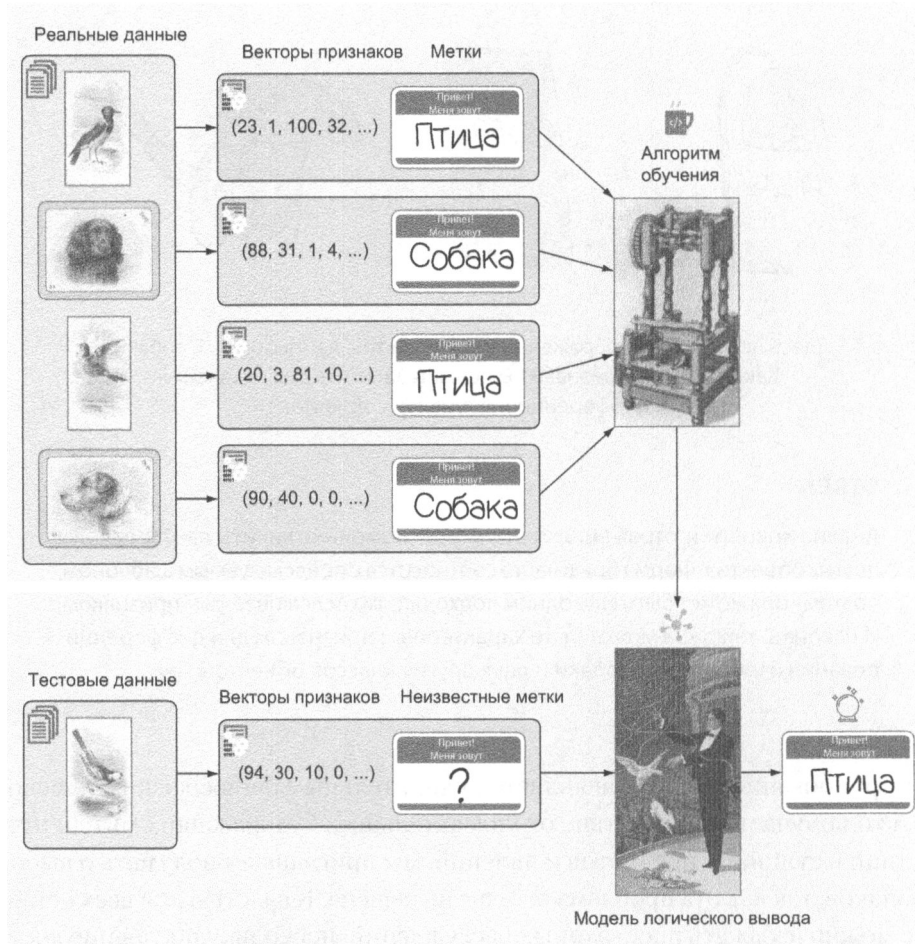 Реальные данные
Векторы признаков Метки
(23, 1, 100, 32, ...)
Привет!
Меня зовут
Птица
Алгоритм
обучения
(88, 31, 1, 4, ...)
Привет!
Меня зовут
Собака
(20, 3, 81, 10, ...)
Привет!
Меня зовут
Птица
(90, 40, 0, 0, ...)
Привет!
Меня зовут
Собака
Тестовые данные
Векторы признаков Неизвестные метки
(94, 30, 10, 0, ...)
Привет!
Меня зовут
?
Привет!
Меня зовут
Птица
Модель логического вывода